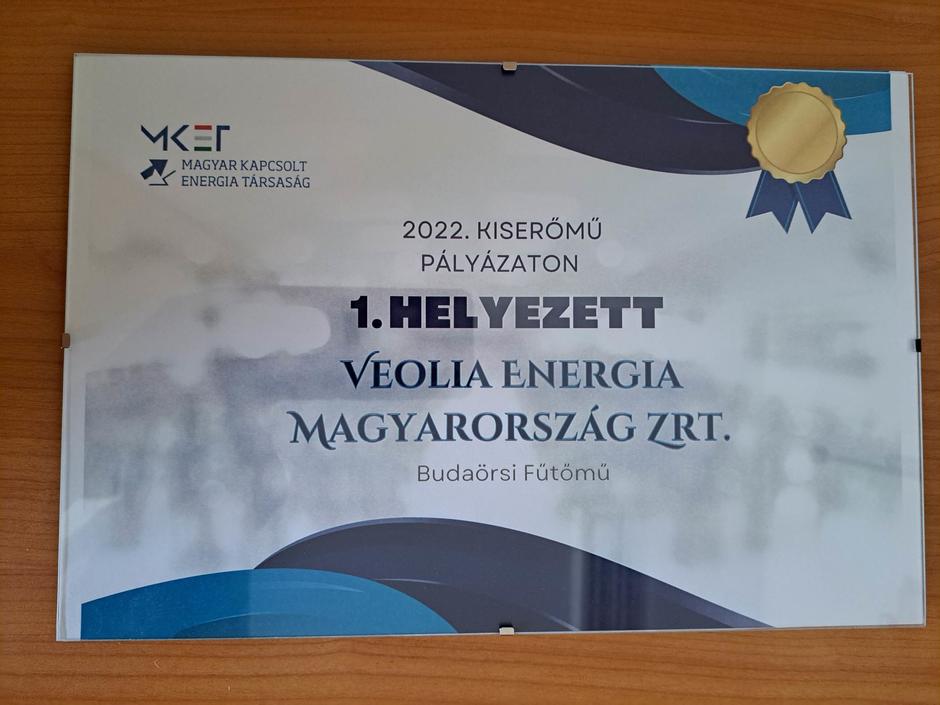 MKET
MAGYAR KAPCSOLT
ENERGIA TÁRSASÁG
2022. KISERŐMŰ
PÁLYÁZATON
1. HELYEZETT
VEOLIA ENERGIA
MAGYARORSZÁG ZRT.
Budaörsi Fűtőmű